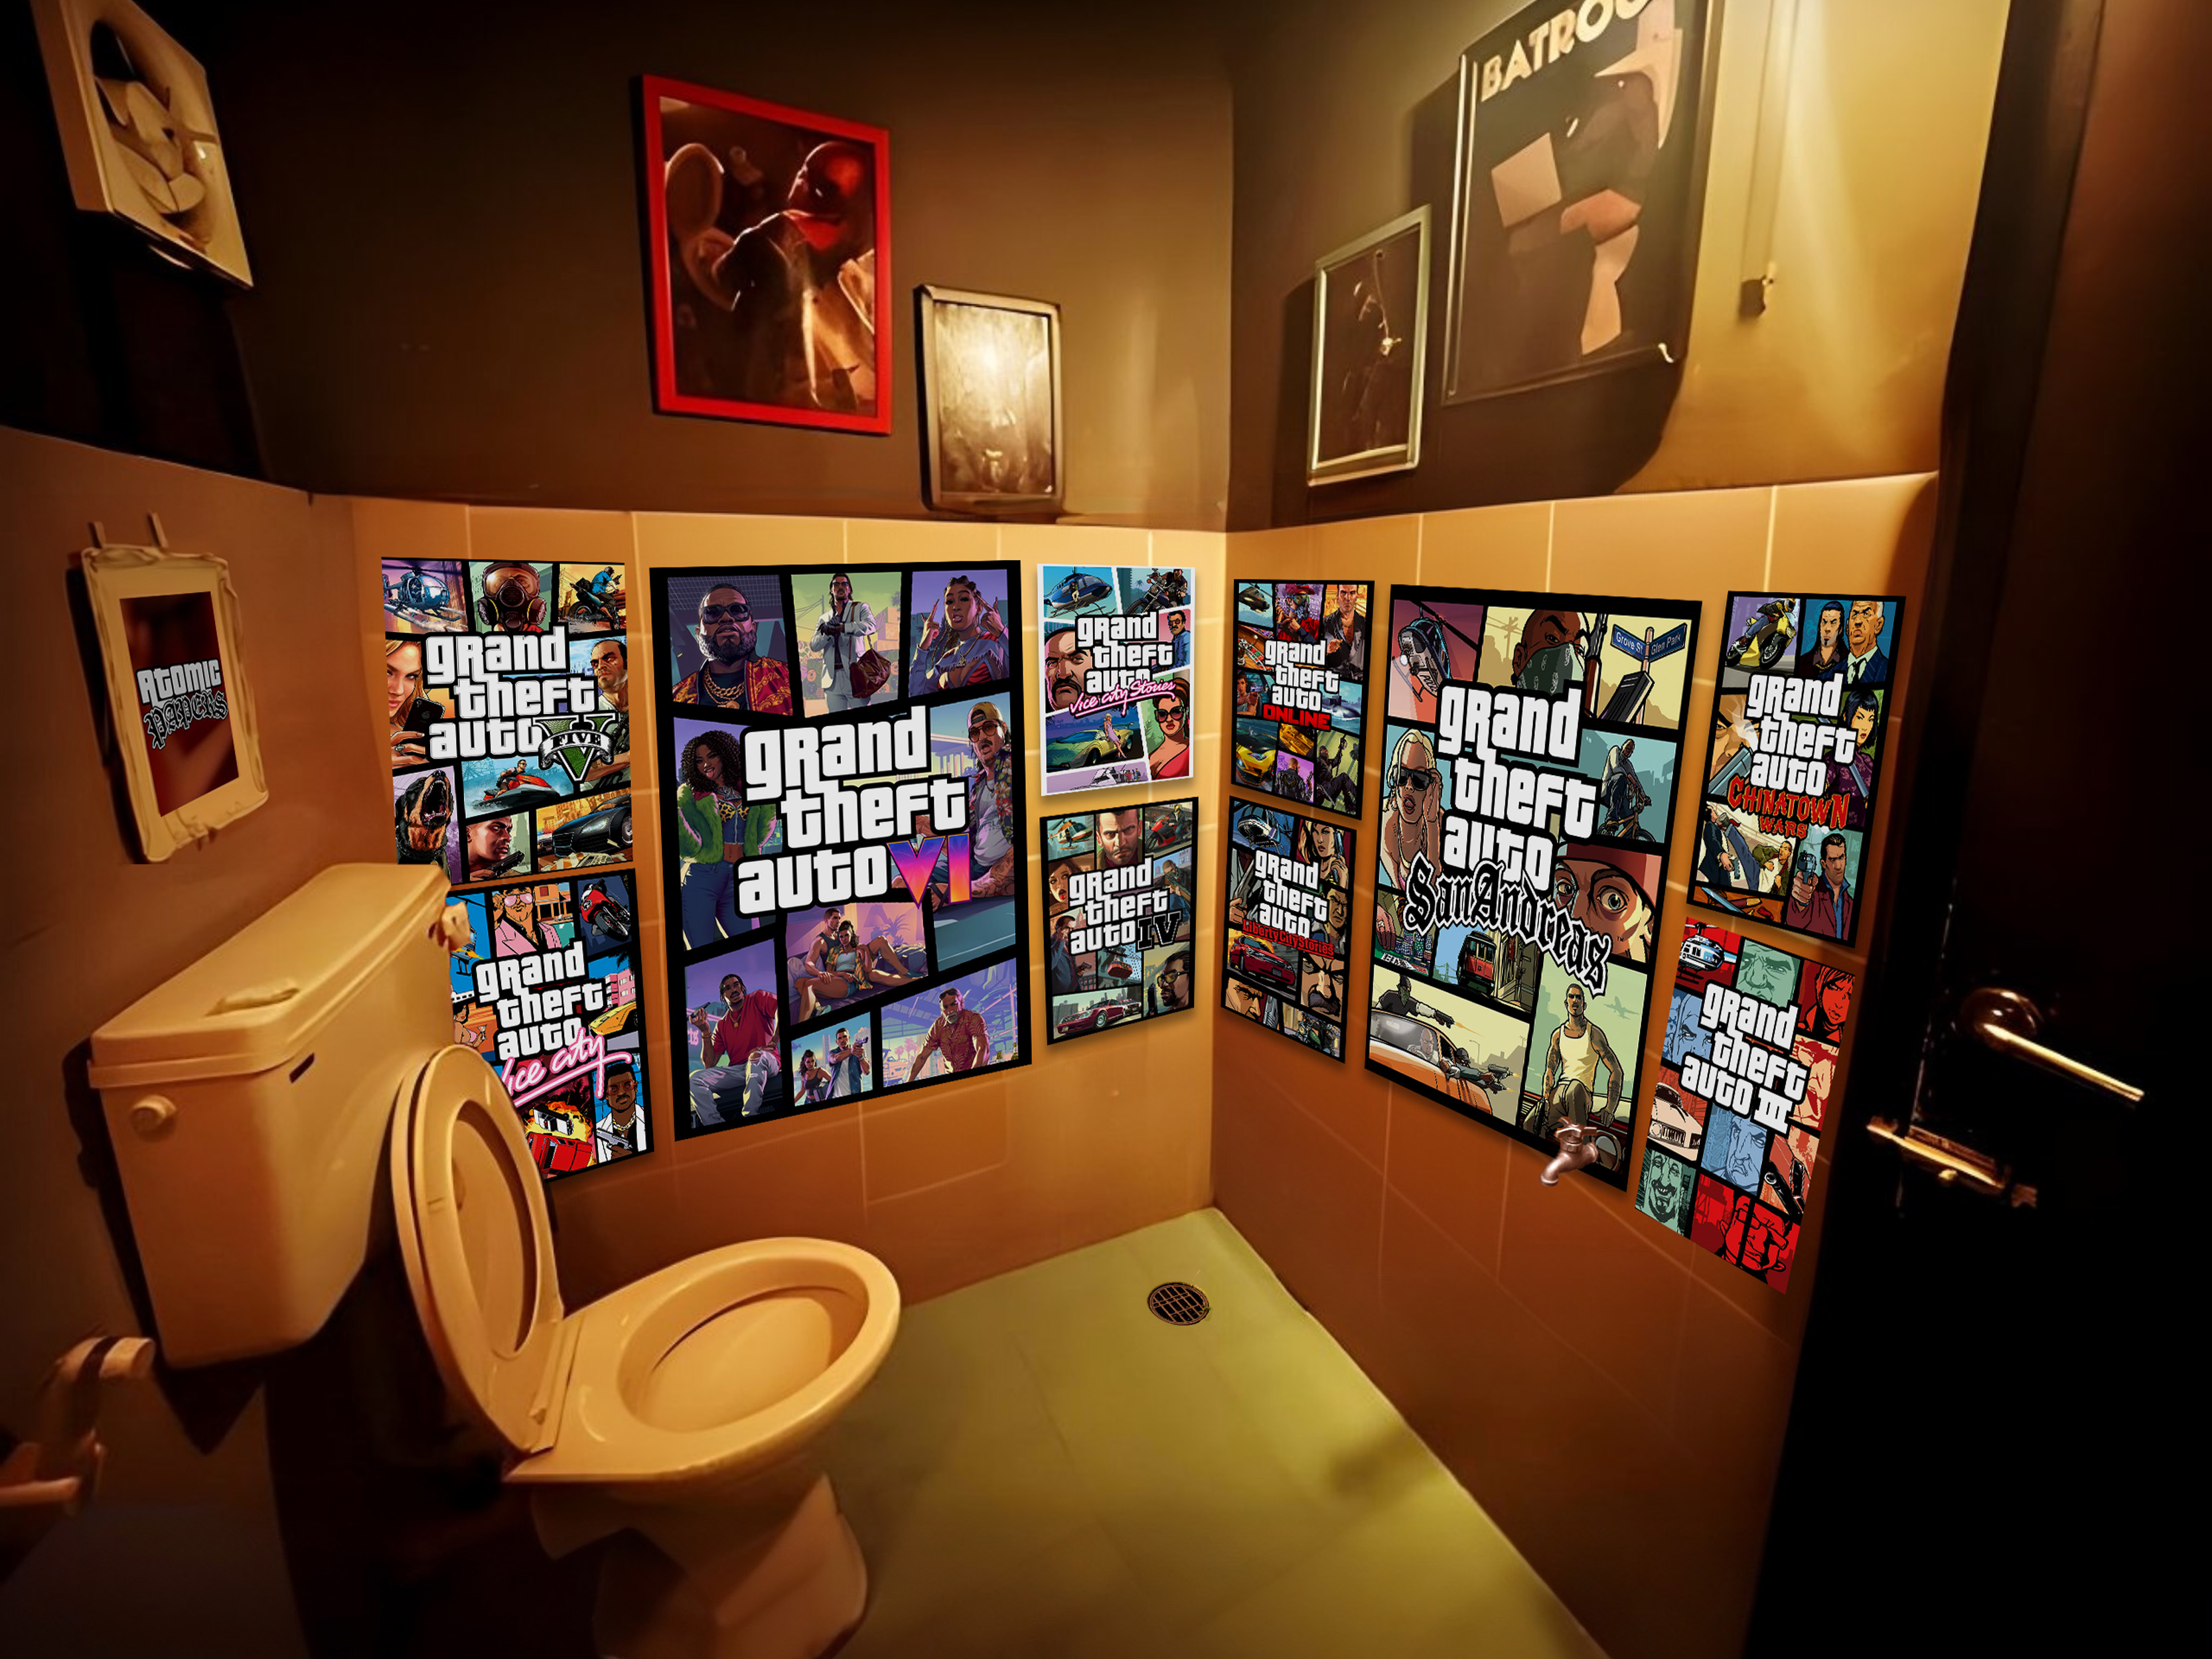 BATROO
ATOMIC
PAPERS
grand
theft
auto V
FIVE
grand
theft
auto
Vice City
grand
theft
auto VI
grand
theft
auto
Vice City Stories
grand
theft
auto IV
grand
theft
auto
ONLINE
grand
theft
auto
Liberty City Stories
Grove St
Glen Park
grand
theft
auto
San Andreas
grand
theft
auto
CHINATOWN
WARS
grand
theft
auto III